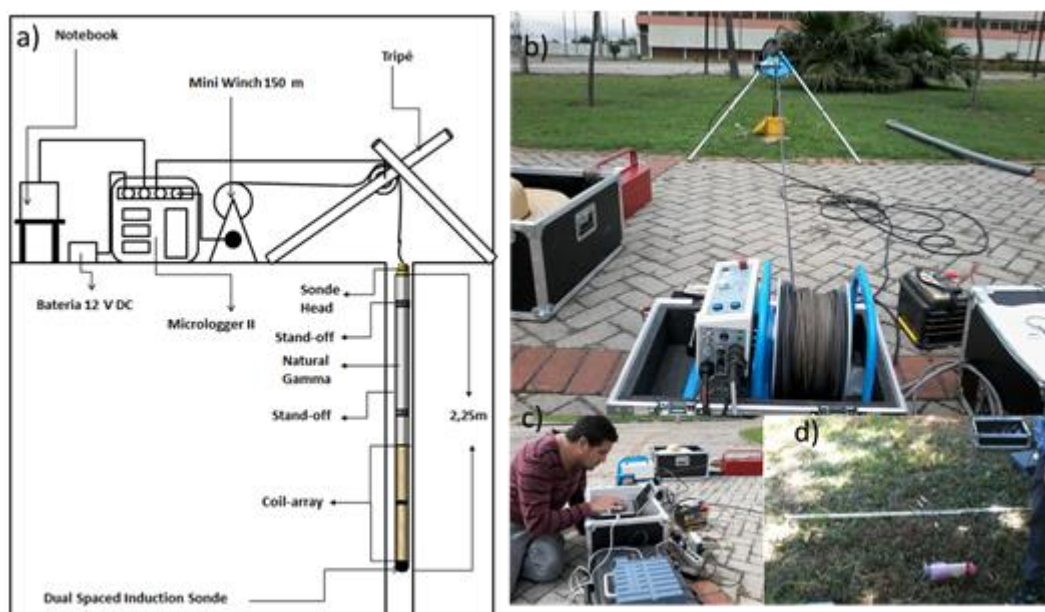 a)
Notebook
Tripé
Mini Winch 150 m
Bateria 12 V DC
Micrologger II
Sonde
Head
Stand-off
Natural
Gamma
Stand-off
2,25m
Coil-array
Dual Spaced Induction Sonde
b)
c)
d)